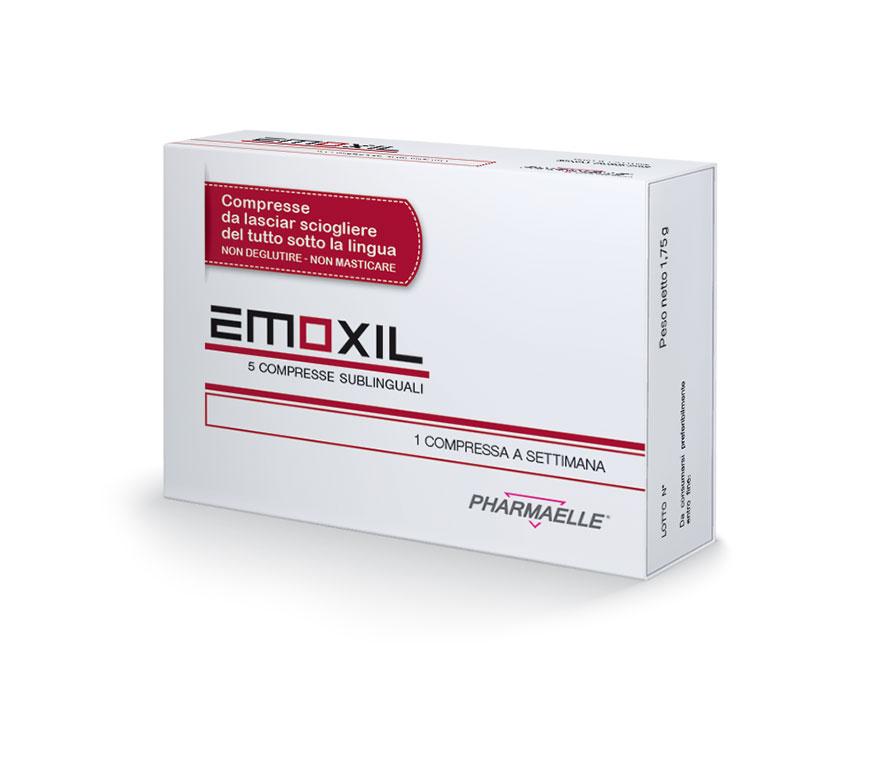 EMOXIL
Compresse
da lasciar sciogliere
del tutto sotto la lingua
NON DEGLUTIRE - NON MASTICARE
EMOXIL
5 COMPRESSE SUBLINGUALI
1 COMPRESSA A SETTIMANA
PHARMAELLE®
Peso netto 1,75 g
LOTTO N°
Da consumarsi preferibilmente
entro fine: